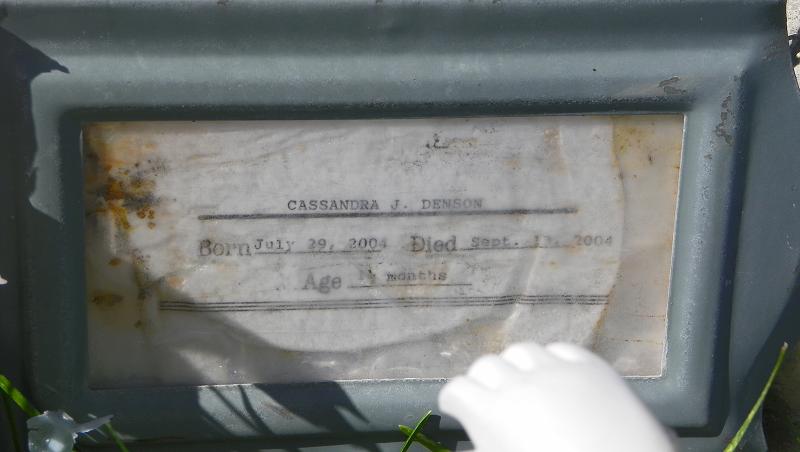 CASSANDRA J. DENSON
Born July 29, 2004 Died Sept. 2004
Age months